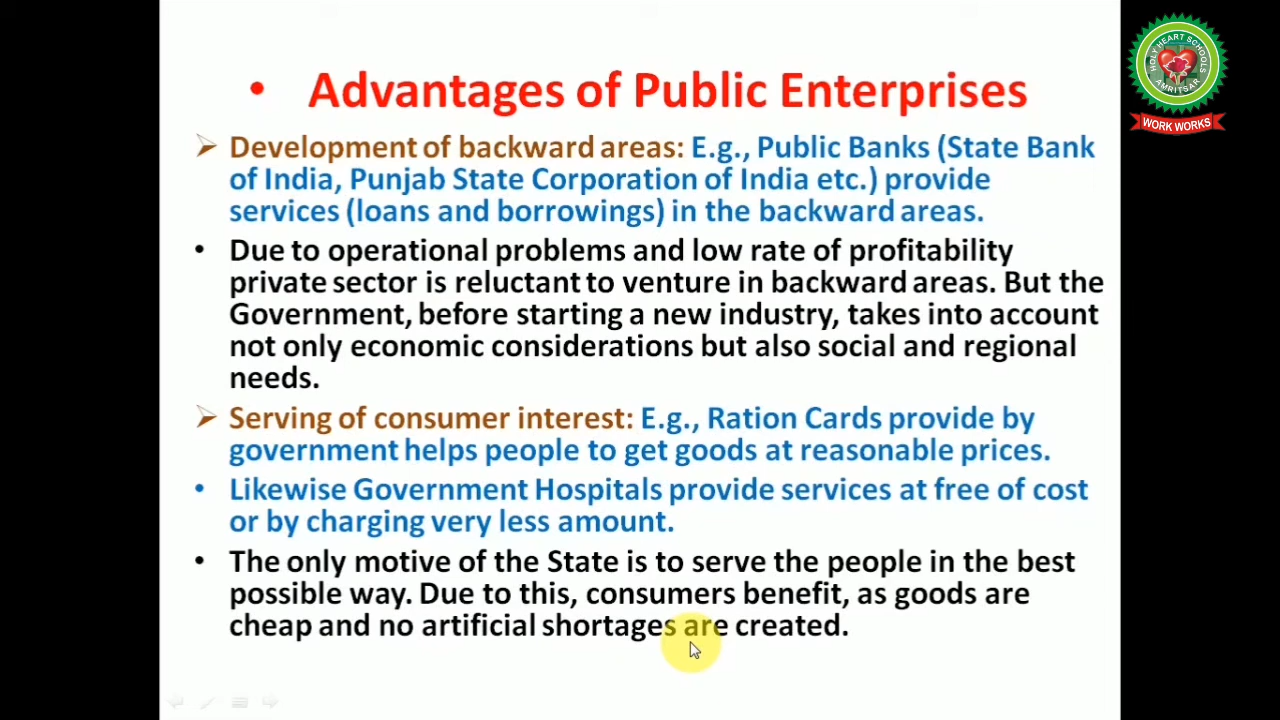 • Advantages of Public Enterprises
➢ Development of backward areas: E.g., Public Banks (State Bank
of India, Punjab State Corporation of India etc.) provide
services (loans and borrowings) in the backward areas.
• Due to operational problems and low rate of profitability
private sector is reluctant to venture in backward areas. But the
Government, before starting a new industry, takes into account
not only economic considerations but also social and regional
needs.
➢ Serving of consumer interest: E.g., Ration Cards provide by
government helps people to get goods at reasonable prices.
• Likewise Government Hospitals provide services at free of cost
or by charging very less amount.
• The only motive of the State is to serve the people in the best
possible way. Due to this, consumers benefit, as goods are
cheap and no artificial shortages are created.
HOLY HEART SCHOOLS
AMRITSAR
WORK WORKS